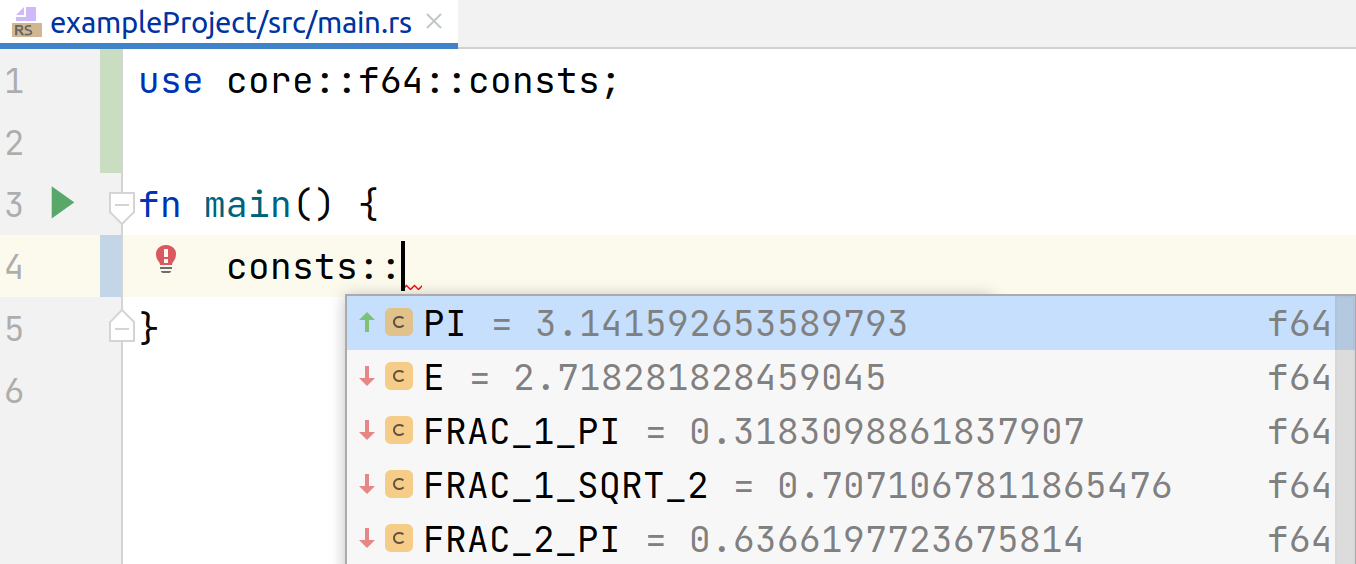 RS exampleProject/src/main.rs
1 use core::f64::consts;
2
3 fn main() {
4 consts::
C PI = 3.141592653589793 f64
5 }
C E = 2.718281828459045 f64
6
C FRAC_1_PI = 0.3183098861837907 f64
C FRAC_1_SQRT_2 = 0.7071067811865476 f64
C FRAC_2_PI = 0.6366197723675814 f64